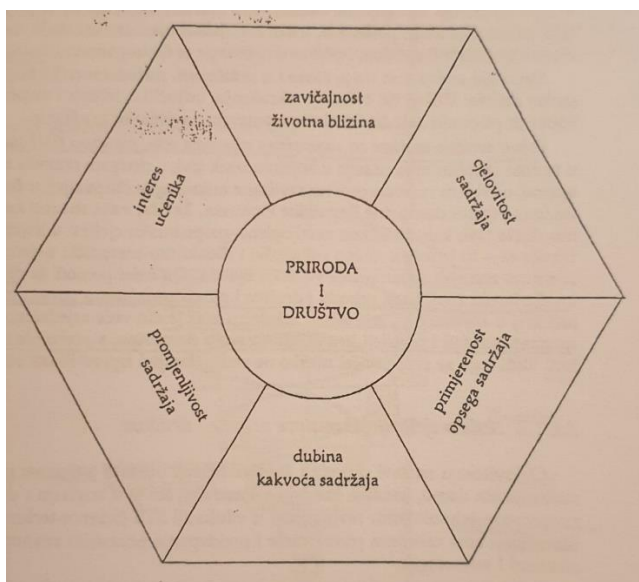 zavičajnost
životna blizina
interes
učenika
cjelovitost
sadržaja
PRIRODA
I
DRUŠTVO
promjenljivost
sadržaja
primjerenost
opsega sadržaja
dubina
kakvoća sadržaja